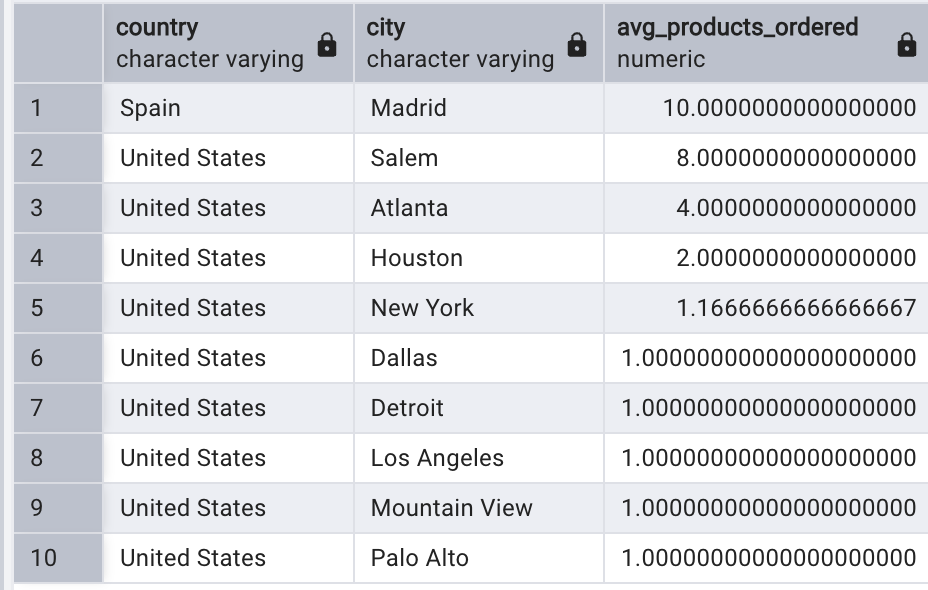 country city avg_products_ordered
character varying character varying numeric
1 Spain Madrid 10.0000000000000000
2 United States Salem 8.0000000000000000
3 United States Atlanta 4.0000000000000000
4 United States Houston 2.0000000000000000
5 United States New York 1.1666666666666667
6 United States Dallas 1.00000000000000000000
7 United States Detroit 1.00000000000000000000
8 United States Los Angeles 1.00000000000000000000
9 United States Mountain View 1.00000000000000000000
10 United States Palo Alto 1.00000000000000000000